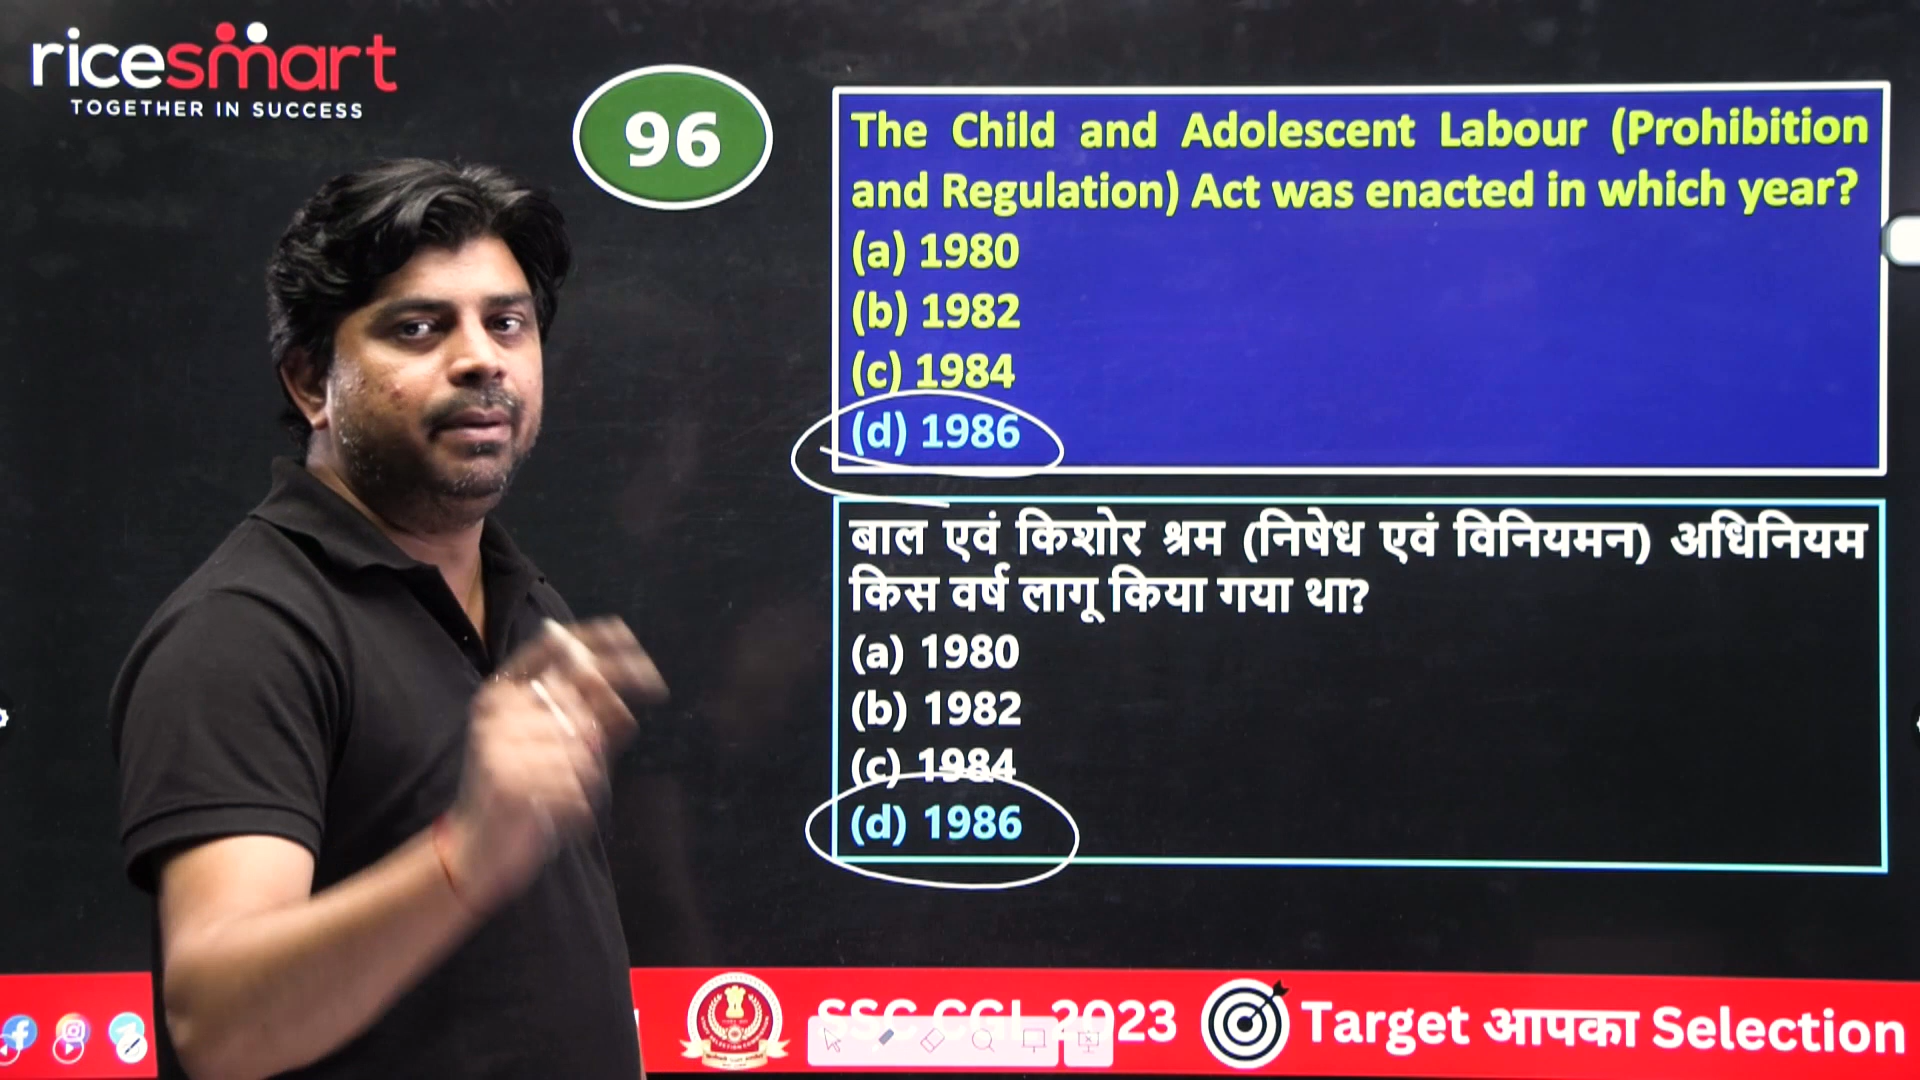 ricesmart
TOGETHER IN SUCCESS
96
The Child and Adolescent Labour (Prohibition
and Regulation) Act was enacted in which year?
(a) 1980
(b) 1982
(c) 1984
(d) 1986
बाल एवं किशोर श्रम (निषेध एवं विनियमन) अधिनियम
किस वर्ष लागू किया गया था?
(a) 1980
(b) 1982
(c) 1984
(d) 1986
SSC CGL 2023
Target आपका Selection